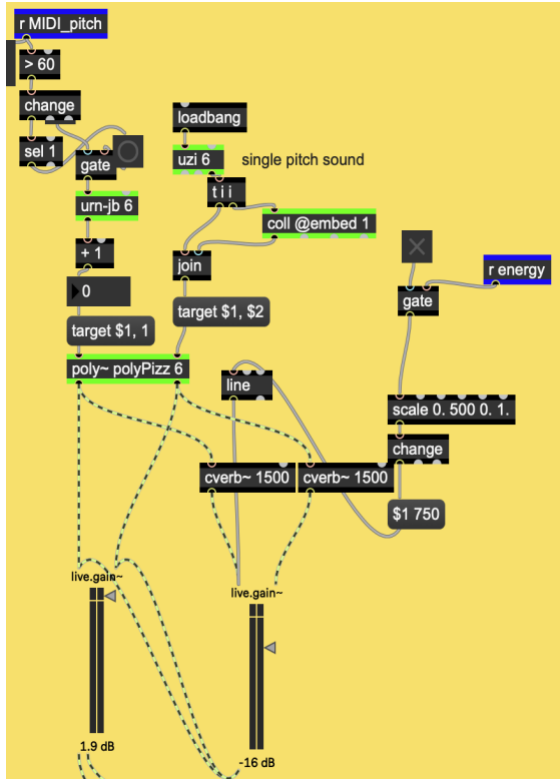 r MIDI_pitch
> 60
change
sel 1
gate
urn-jb 6
+ 1
0
target $1, 1
loadbang
uzi 6
single pitch sound
t i i
coll @embed 1
join
target $1, $2
poly~ polyPizz 6
r energy
gate
line
scale 0. 500 0. 1.
change
cverb~ 1500
cverb~ 1500
$1 750
live.gain~
live.gain~
1.9 dB
-16 dB